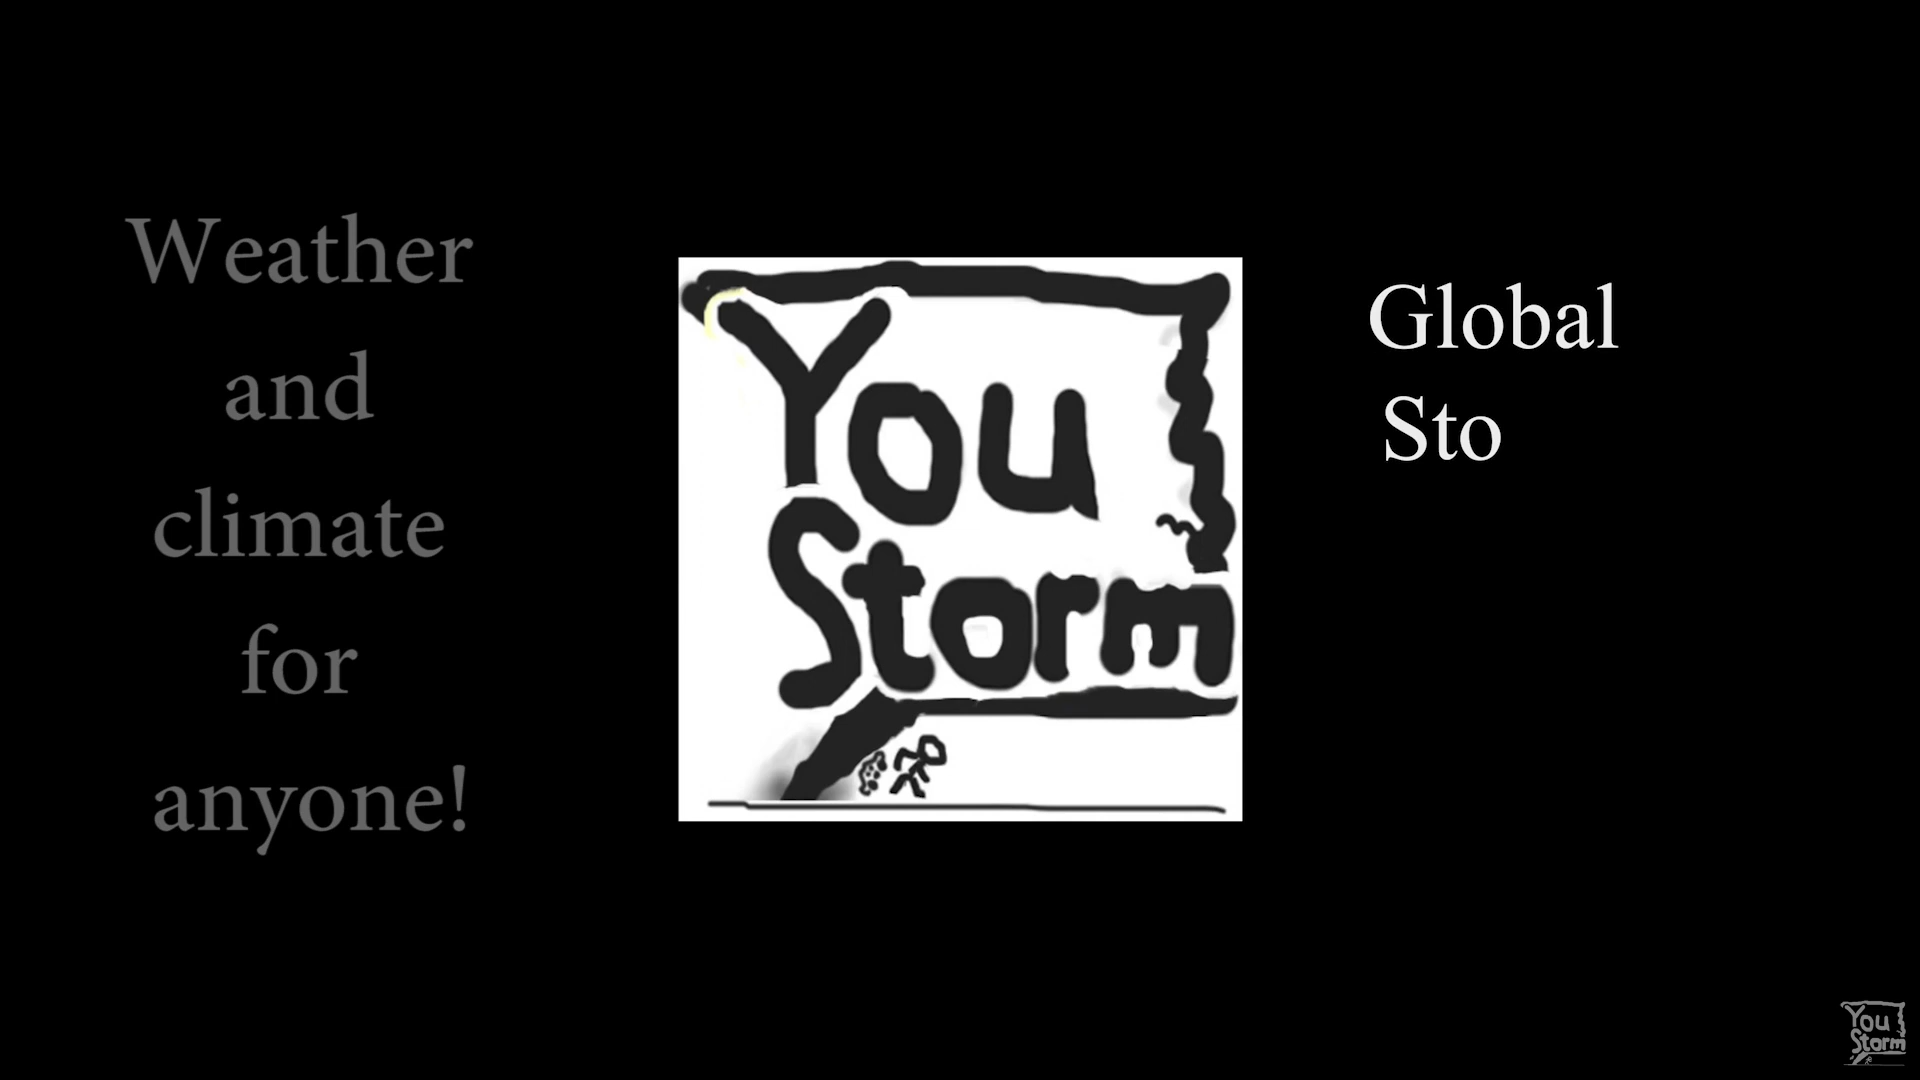 Weather
and
climate
for
anyone!
You
Storm
Global
Sto
You
Storm